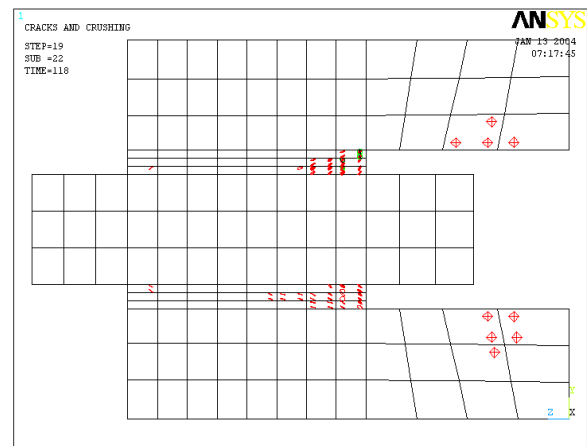 1
CRACKS AND CRUSHING
STEP=19
SUB =22
TIME=118
ANSYS
JAN 13 2004
07:17:45
Y
Z
X